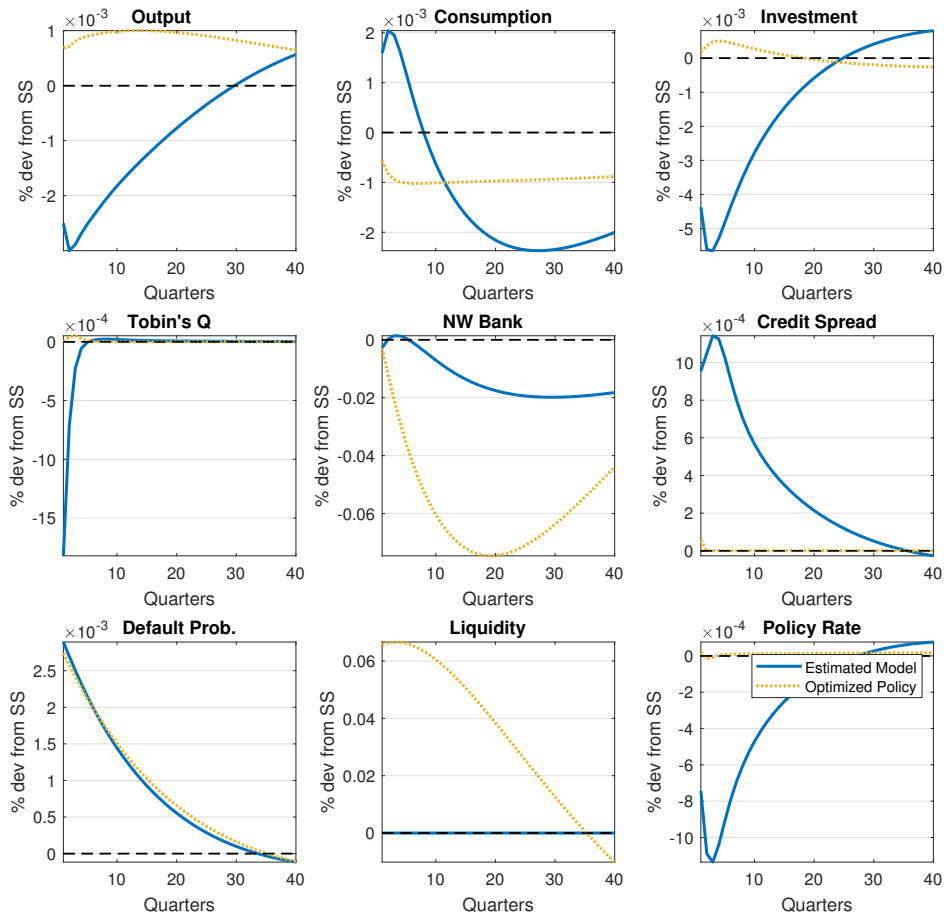 Output
×10⁻³
% dev from SS
1
0
-1
-2
10 20 30 40
Quarters
Consumption
×10⁻³
% dev from SS
2
1
0
-1
-2
10 20 30 40
Quarters
Investment
×10⁻³
% dev from SS
0
-1
-2
-3
-4
-5
10 20 30 40
Quarters
Tobin's Q
×10⁻⁴
% dev from SS
0
-5
-10
-15
10 20 30 40
Quarters
NW Bank
% dev from SS
0
-0.02
-0.04
-0.06
10 20 30 40
Quarters
Credit Spread
×10⁻⁴
% dev from SS
10
8
6
4
2
0
10 20 30 40
Quarters
Default Prob.
×10⁻³
% dev from SS
2.5
2
1.5
1
0.5
0
10 20 30 40
Quarters
Liquidity
% dev from SS
0.06
0.04
0.02
0
10 20 30 40
Quarters
Policy Rate
×10⁻⁴
% dev from SS
0
-2
-4
-6
-8
-10
Estimated Model
Optimized Policy
10 20 30 40
Quarters